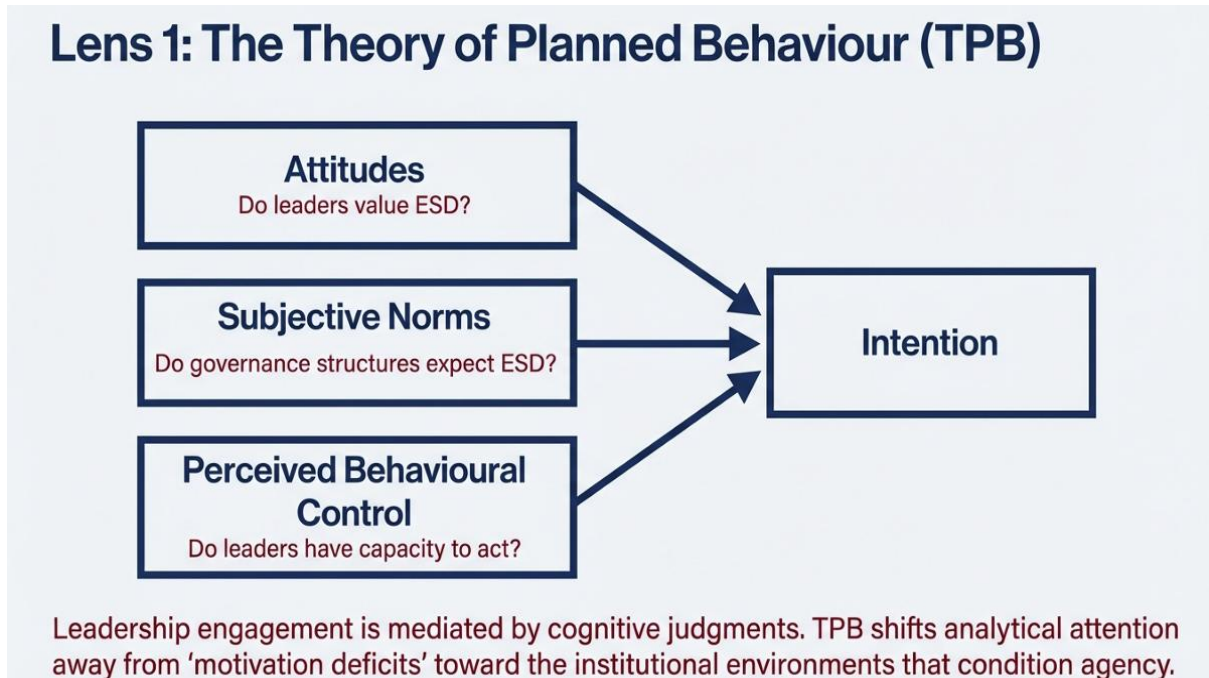 Lens 1: The Theory of Planned Behaviour (TPB)
Attitudes
Do leaders value ESD?
Subjective Norms
Do governance structures expect ESD?
Perceived Behavioural
Control
Do leaders have capacity to act?
Intention
Leadership engagement is mediated by cognitive judgments. TPB shifts analytical attention
away from ‘motivation deficits’ toward the institutional environments that condition agency.